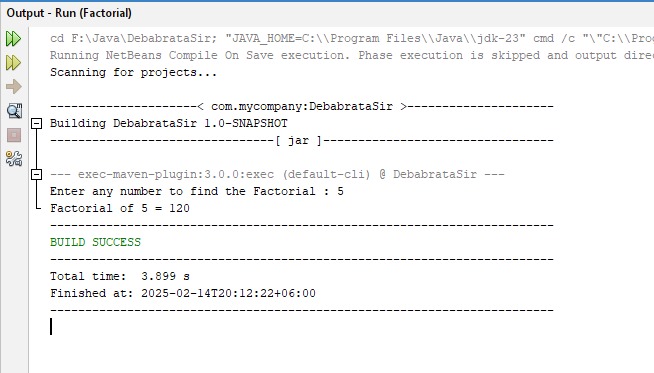 Output - Run (Factorial)
cd F:\Java\DebabrataSir; "JAVA_HOME=C:\\Program Files\\Java\\jdk-23" cmd /c "\"C:\\Pro
Running NetBeans Compile On Save execution. Phase execution is skipped and output dire
Scanning for projects...
--------------------< com.mycompany:DebabrataSir >--------------------
Building DebabrataSir 1.0-SNAPSHOT
--------------------------------[ jar ]---------------------------------
--- exec-maven-plugin:3.0.0:exec (default-cli) @ DebabrataSir ---
Enter any number to find the Factorial : 5
Factorial of 5 = 120
------------------------------------------------------------------------
BUILD SUCCESS
------------------------------------------------------------------------
Total time:  3.899 s
Finished at: 2025-02-14T20:12:22+06:00
------------------------------------------------------------------------